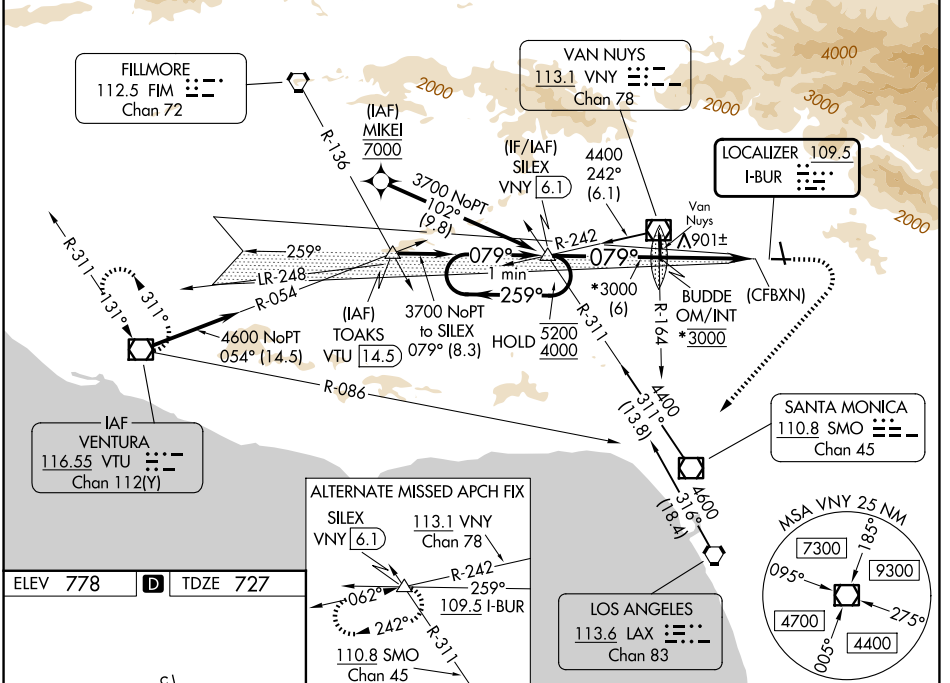 FILLMORE
112.5 FIM
Chan 72
VAN NUYS
113.1 VNY
Chan 78
4000
2000
2000
3000
2000
(IAF)
MIKEI
7000
R-136
(IF/IAF)
SILEX
VNY 6.1
4400
242°
(6.1)
LOCALIZER 109.5
I-BUR
3700 NoPT
102°
(9.8)
Van
Nuys
901±
R-242
259°
079°
079°
1 min
259°
LR-248
R-054
R-311
131°
311°
(IAF)
TOAKS
VTU 14.5
3700 NoPT
to SILEX
079° (8.3)
*3000
(6)
BUDDE
OM/INT
*3000
(CFBXN)
HOLD 5200
4000
R-311
R-164
4600 NoPT
054° (14.5)
R-086
4400
311°
(13.8)
IAF
VENTURA
116.55 VTU
Chan 112(Y)
SANTA MONICA
110.8 SMO
Chan 45
4600
316°
(18.4)
ALTERNATE MISSED APCH FIX
SILEX
VNY 6.1
113.1 VNY
Chan 78
R-242
259°
109.5 I-BUR
062°
242°
R-311
110.8 SMO
Chan 45
LOS ANGELES
113.6 LAX
Chan 83
MSA VNY 25 NM
185°
7300
095°
9300
4700
275°
005°
4400
ELEV 778 D TDZE 727